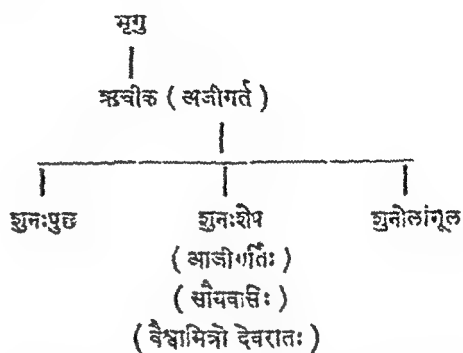 भृगु
ऋचीक ( अजीगर्त )
शुनःपुछ शुनःशेप शुनोलांगूल
( आजीगर्तिः )
( सौयवसिः )
( वैश्वामित्रो देवरातः )